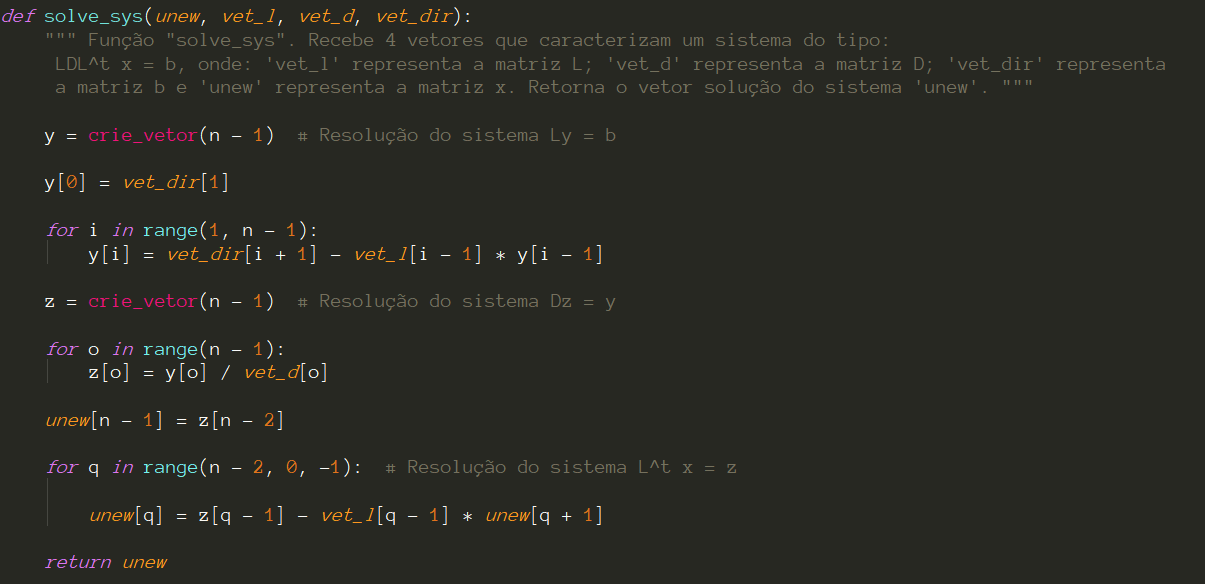 def solve_sys(unew, vet_l, vet_d, vet_dir):
""" Função "solve_sys". Recebe 4 vetores que caracterizam um sistema do tipo:
LDL^t x = b, onde: 'vet_l' representa a matriz L; 'vet_d' representa a matriz D; 'vet_dir' representa
a matriz b e 'unew' representa a matriz x. Retorna o vetor solução do sistema 'unew'. """
y = crie_vetor(n - 1)  # Resolução do sistema Ly = b
y[0] = vet_dir[1]
for i in range(1, n - 1):
y[i] = vet_dir[i + 1] - vet_l[i - 1] * y[i - 1]
z = crie_vetor(n - 1)  # Resolução do sistema Dz = y
for o in range(n - 1):
z[o] = y[o] / vet_d[o]
unew[n - 1] = z[n - 2]
for q in range(n - 2, 0, -1):  # Resolução do sistema L^t x = z
unew[q] = z[q - 1] - vet_l[q - 1] * unew[q + 1]
return unew